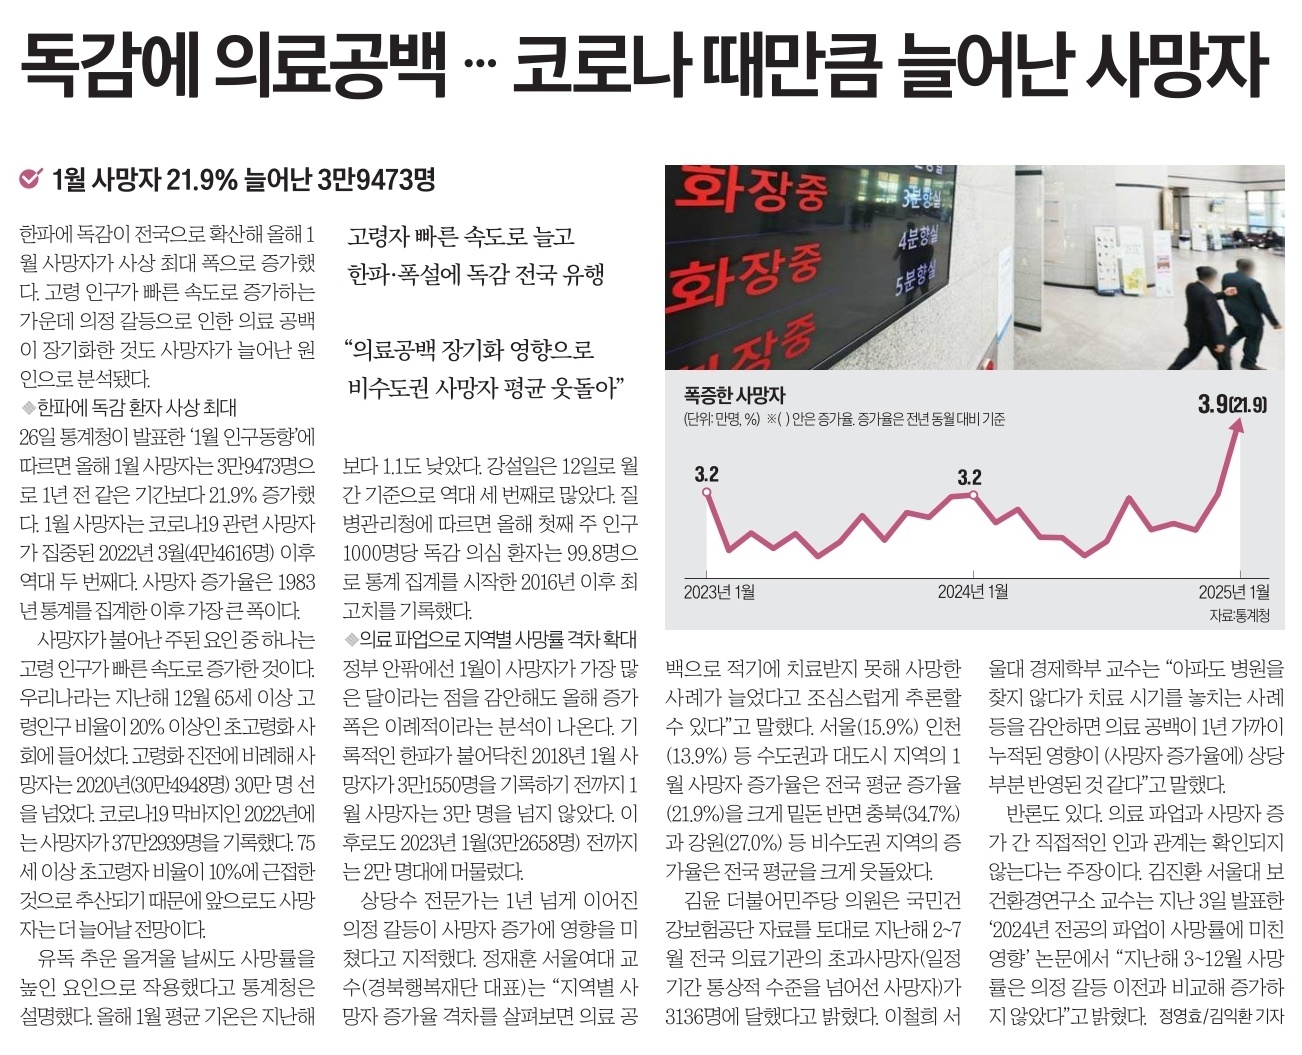 독감에 의료공백 … 코로나 때만큼 늘어난 사망자
1월 사망자 21.9% 늘어난 3만9473명
한파에 독감이 전국으로 확산해 올해 1
월 사망자가 사상 최대 폭으로 증가했
다. 고령 인구가 빠른 속도로 증가하는
가운데 의정 갈등으로 인한 의료 공백
이 장기화한 것도 사망자가 늘어난 원
인으로 분석됐다.
◆한파에 독감 환자 사상 최대
26일 통계청이 발표한 ‘1월 인구동향’에
따르면 올해 1월 사망자는 3만9473명으
로 1년 전 같은 기간보다 21.9% 증가했
다. 1월 사망자는 코로나19 관련 사망자
가 집중된 2022년 3월(4만4616명) 이후
역대 두 번째다. 사망자 증가율은 1983
년 통계를 집계한 이후 가장 큰 폭이다.
사망자가 불어난 주된 요인 중 하나는
고령 인구가 빠른 속도로 증가한 것이다.
우리나라는 지난해 12월 65세 이상 고
령인구 비율이 20% 이상인 초고령화 사
회에 들어섰다. 고령화 진전에 비례해 사
망자는 2020년(30만4948명) 30만 명 선
을 넘었다. 코로나19 막바지인 2022년에
는 사망자가 37만2939명을 기록했다. 75
세 이상 초고령자 비율이 10%에 근접한
것으로 추산되기 때문에 앞으로도 사망
자는 더 늘어날 전망이다.
유독 추운 올겨울 날씨도 사망률을
높인 요인으로 작용했다고 통계청은
설명했다. 올해 1월 평균 기온은 지난해
고령자 빠른 속도로 늘고
한파·폭설에 독감 전국 유행
“의료공백 장기화 영향으로
비수도권 사망자 평균 웃돌아”
보다 1.1도 낮았다. 강설일은 12일로 월
간 기준으로 역대 세 번째로 많았다. 질
병관리청에 따르면 올해 첫째 주 인구
1000명당 독감 의심 환자는 99.8명으
로 통계 집계를 시작한 2016년 이후 최
고치를 기록했다.
◆의료 파업으로 지역별 사망률 격차 확대
정부 안팎에선 1월이 사망자가 가장 많
은 달이라는 점을 감안해도 올해 증가
폭은 이례적이라는 분석이 나온다. 기
록적인 한파가 불어닥친 2018년 1월 사
망자가 3만1550명을 기록하기 전까지 1
월 사망자는 3만 명을 넘지 않았다. 이
후로도 2023년 1월(3만2658명) 전까지
는 2만 명대에 머물렀다.
상당수 전문가는 1년 넘게 이어진
의정 갈등이 사망자 증가에 영향을 미
쳤다고 지적했다. 정재훈 서울여대 교
수(경북행복재단 대표)는 “지역별 사
망자 증가율 격차를 살펴보면 의료 공
화장중
화장중
장중
3분향실
4분향실
5분향실
폭증한 사망자
(단위: 만명, %) ※( ) 안은 증가율. 증가율은 전년 동월 대비 기준
3.9(21.9)
3.2
3.2
2023년 1월
2024년 1월
2025년 1월
자료:통계청
백으로 적기에 치료받지 못해 사망한
사례가 늘었다고 조심스럽게 추론할
수 있다”고 말했다. 서울(15.9%) 인천
(13.9%) 등 수도권과 대도시 지역의 1
월 사망자 증가율은 전국 평균 증가율
(21.9%)을 크게 밑돈 반면 충북(34.7%)
과 강원(27.0%) 등 비수도권 지역의 증
가율은 전국 평균을 크게 웃돌았다.
김윤 더불어민주당 의원은 국민건
강보험공단 자료를 토대로 지난해 2~7
월 전국 의료기관의 초과사망자(일정
기간 통상적 수준을 넘어선 사망자)가
3136명에 달했다고 밝혔다. 이철희 서
울대 경제학부 교수는 “아파도 병원을
찾지 않다가 치료 시기를 놓치는 사례
등을 감안하면 의료 공백이 1년 가까이
누적된 영향이 (사망자 증가율에) 상당
부분 반영된 것 같다”고 말했다.
반론도 있다. 의료 파업과 사망자 증
가 간 직접적인 인과 관계는 확인되지
않는다는 주장이다. 김진환 서울대 보
건환경연구소 교수는 지난 3일 발표한
‘2024년 전공의 파업이 사망률에 미친
영향’ 논문에서 “지난해 3~12월 사망
률은 의정 갈등 이전과 비교해 증가하
지 않았다”고 밝혔다. 정영효/김익환 기자